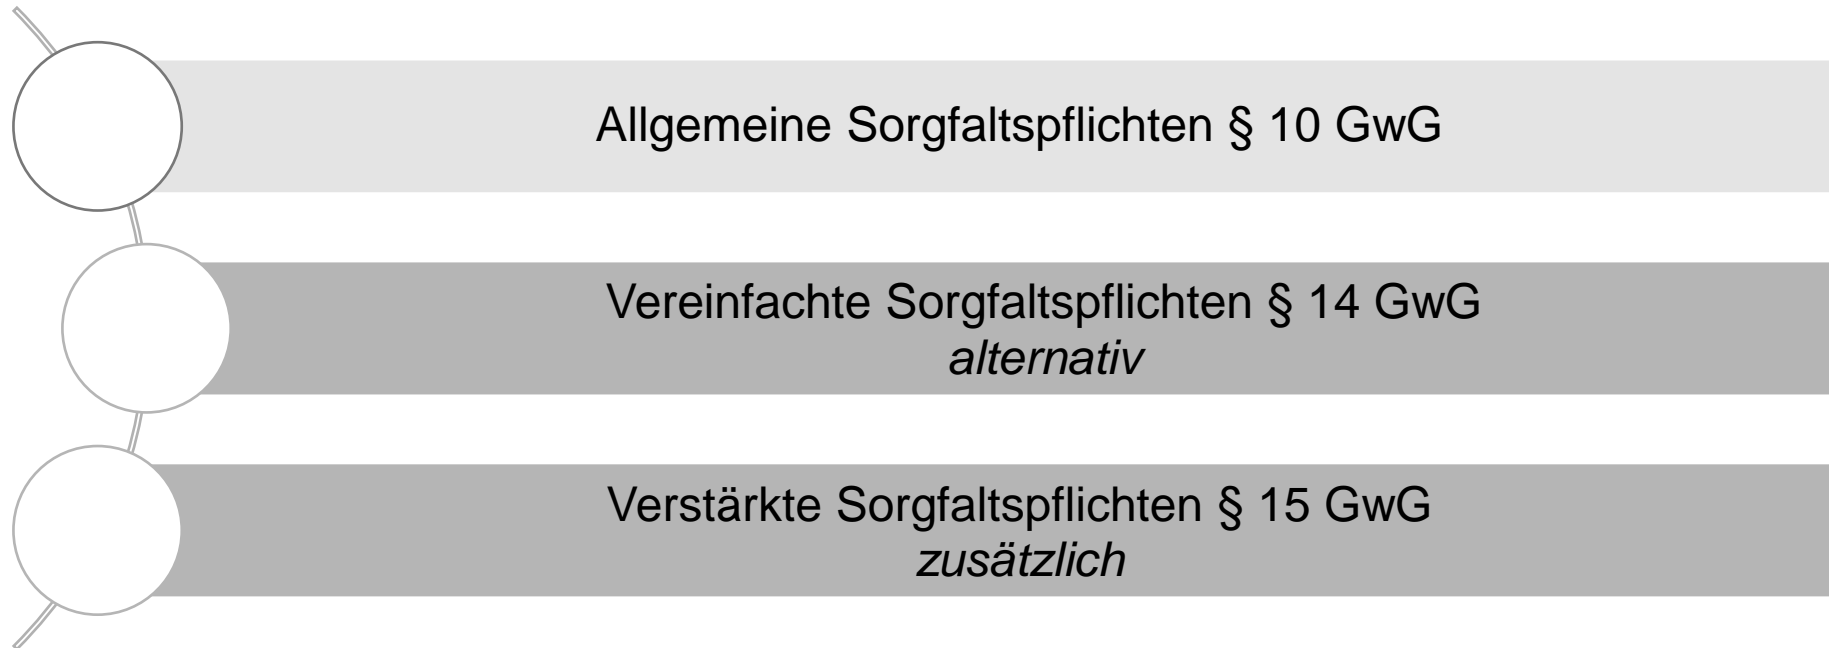 Allgemeine Sorgfaltspflichten § 10 GwG
Vereinfachte Sorgfaltspflichten § 14 GwG
alternativ
Verstärkte Sorgfaltspflichten § 15 GwG
zusätzlich